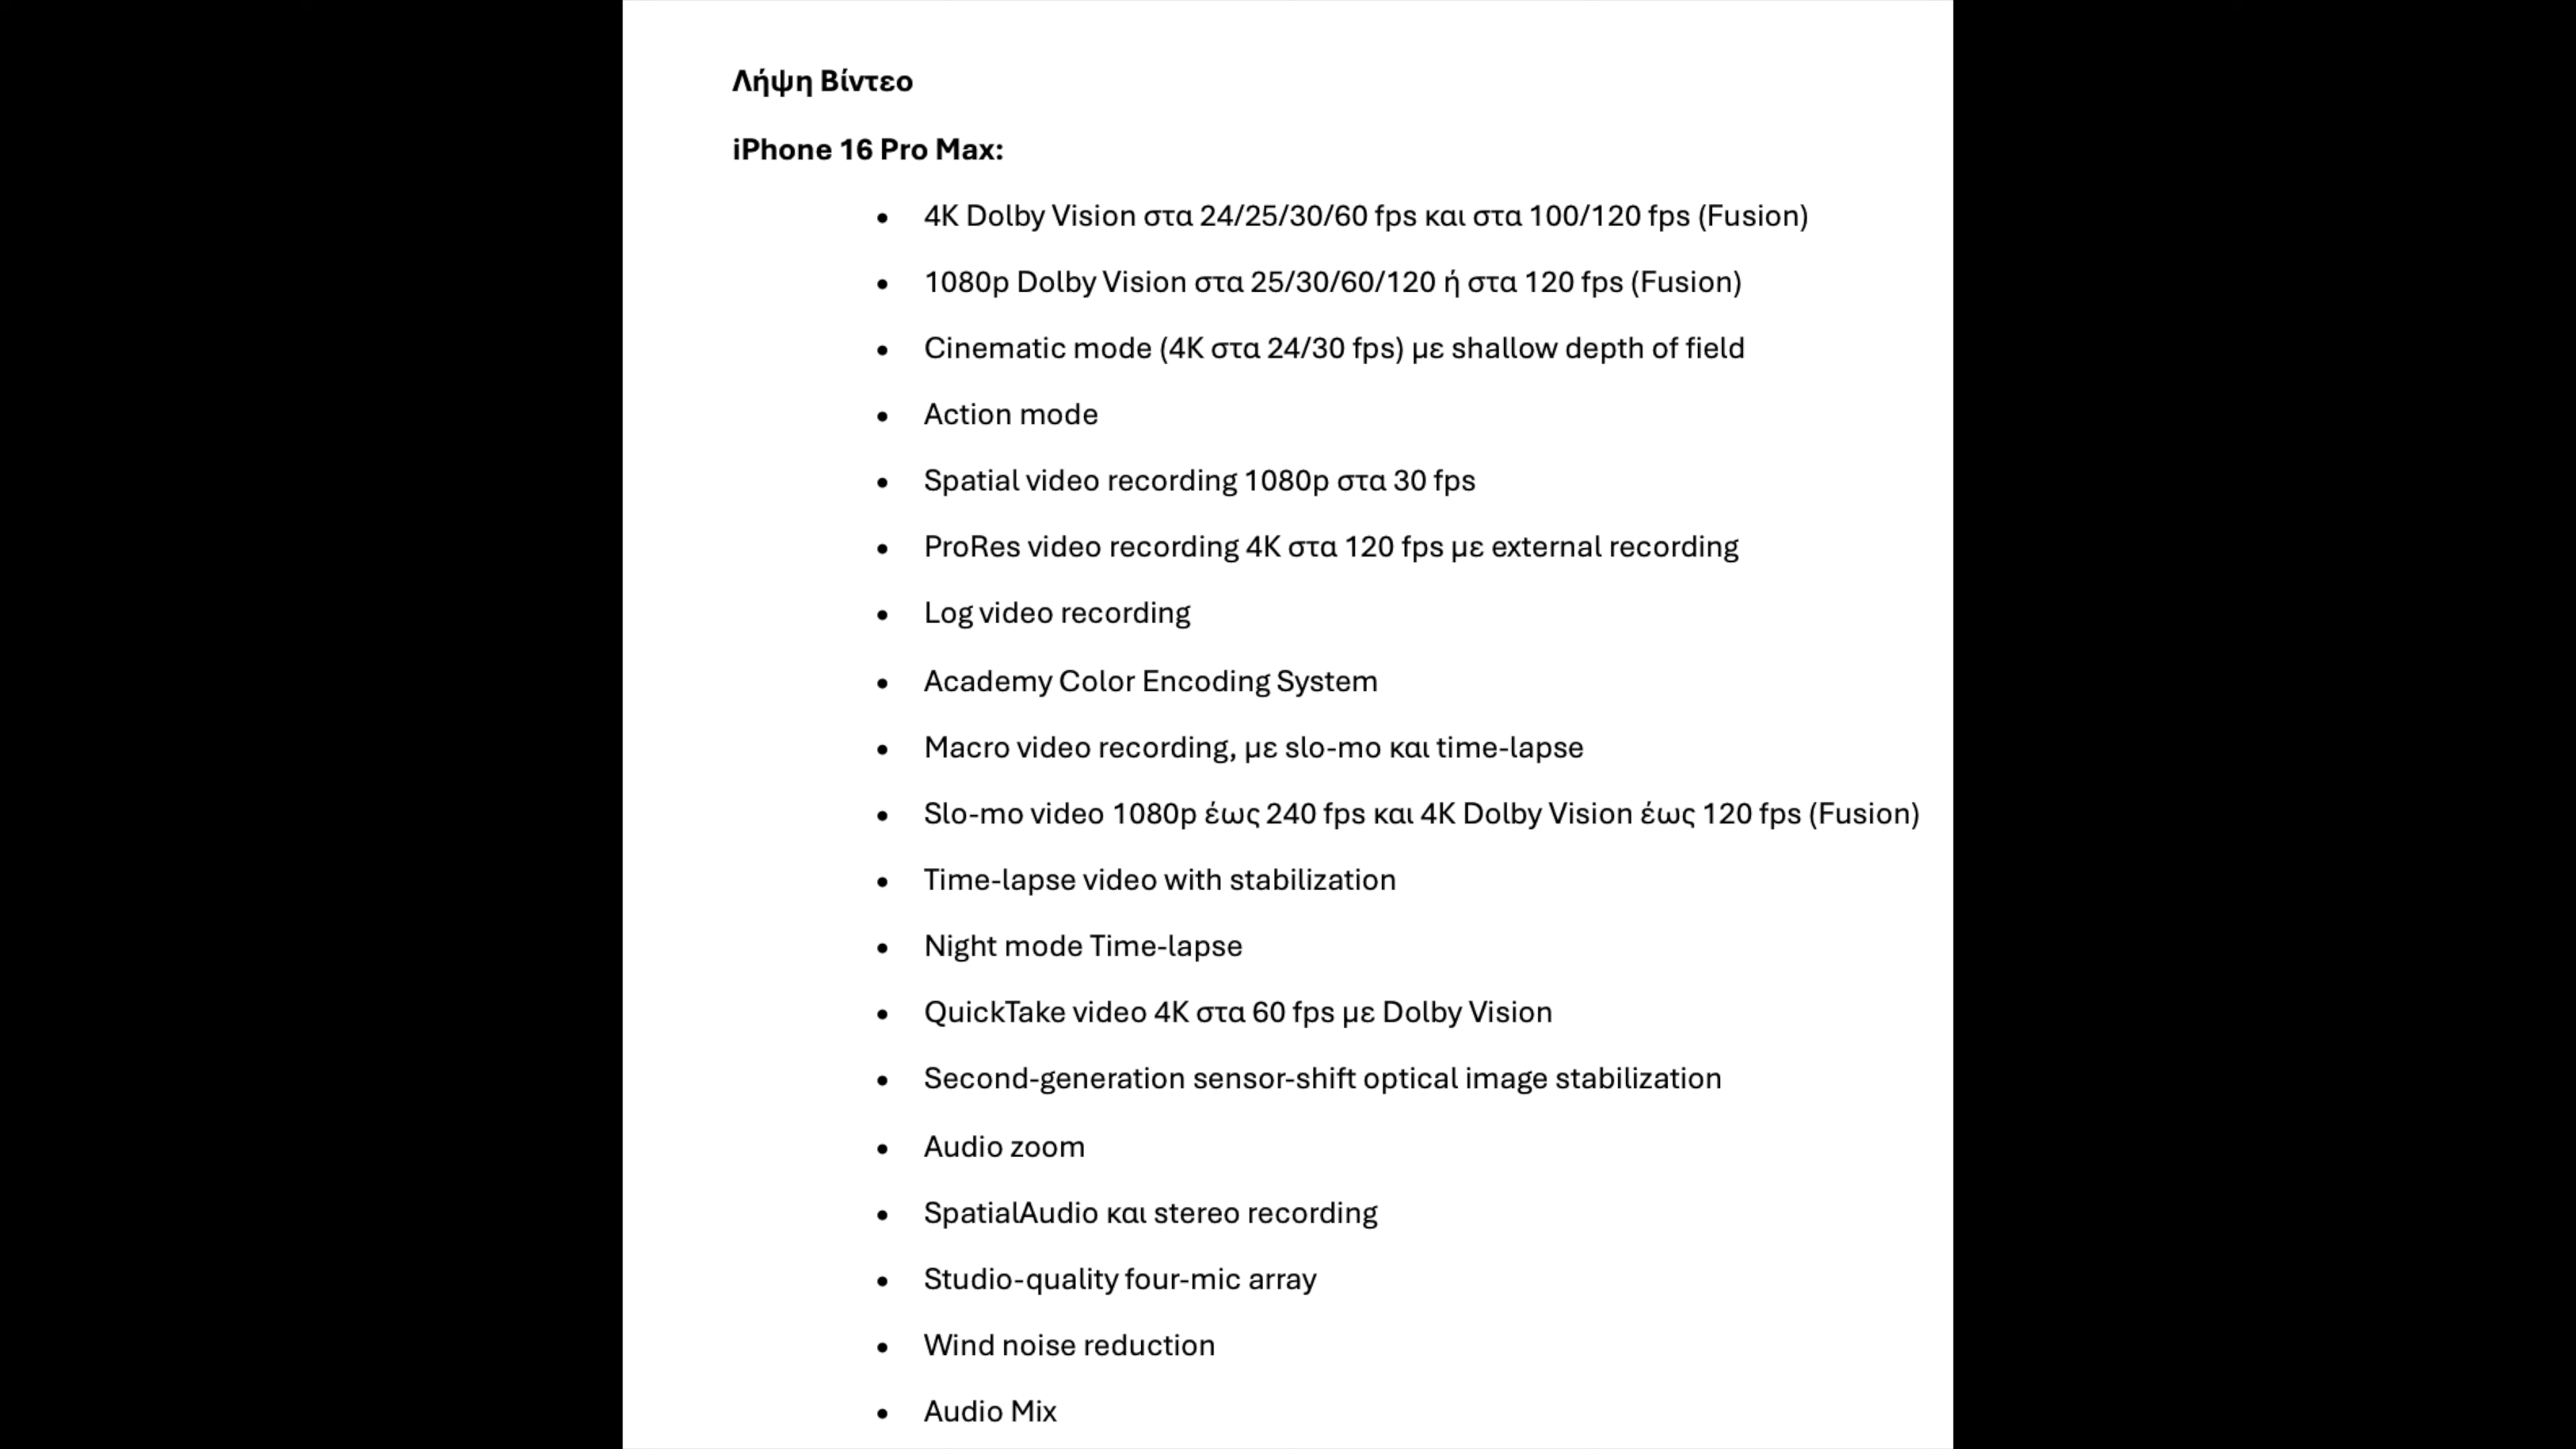 Λήψη Βίντεο
iPhone 16 Pro Max:
• 4K Dolby Vision στα 24/25/30/60 fps και στα 100/120 fps (Fusion)
• 1080p Dolby Vision στα 25/30/60/120 ή στα 120 fps (Fusion)
• Cinematic mode (4K στα 24/30 fps) με shallow depth of field
• Action mode
• Spatial video recording 1080p στα 30 fps
• ProRes video recording 4K στα 120 fps με external recording
• Log video recording
• Academy Color Encoding System
• Macro video recording, με slo-mo και time-lapse
• Slo-mo video 1080p έως 240 fps και 4K Dolby Vision έως 120 fps (Fusion)
• Time-lapse video with stabilization
• Night mode Time-lapse
• QuickTake video 4K στα 60 fps με Dolby Vision
• Second-generation sensor-shift optical image stabilization
• Audio zoom
• SpatialAudio και stereo recording
• Studio-quality four-mic array
• Wind noise reduction
• Audio Mix